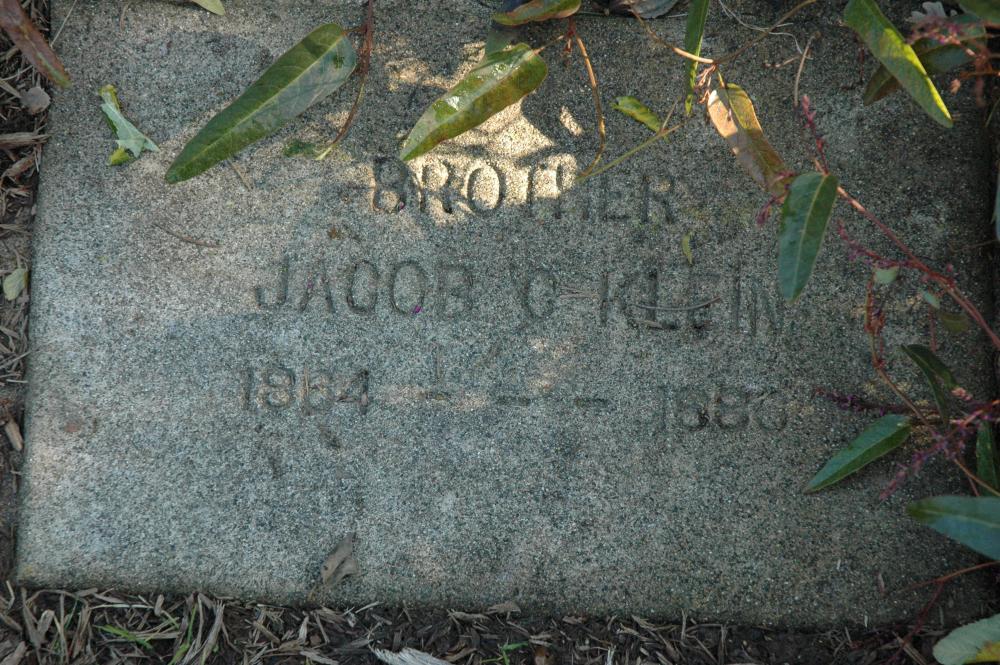 BROTHER
JACOB C KLEIN
1864 - - -